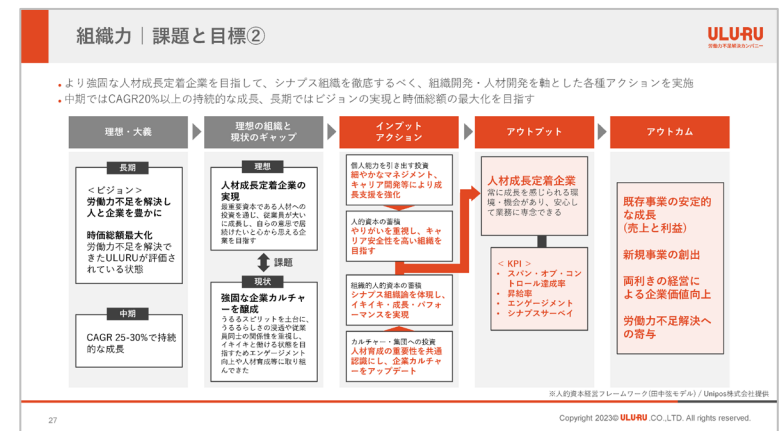 組織力｜課題と目標②
ULURU
労働力不足解決カンパニー
・より強固な人材成長定着企業を目指して、シナプス組織を徹底するべく、組織開発・人材開発を軸とした各種アクションを実施
・中期ではCAGR20%以上の持続的な成長、長期ではビジョンの実現と時価総額の最大化を目指す
理想・大義
長期
＜ビジョン＞
労働力不足を解決し
人と企業を豊かに
時価総額最大化
労働力不足を解決で
きたULURUが評価さ
れている状態
中期
CAGR 25-30%で持続
的な成長
理想の組織と
現状のギャップ
理想
人材成長定着企業の
実現
最重要資本である人材への
投資を通じ、従業員が大い
に成長し、自らの意思で居
続けたいと心から思える企
業を目指す
課題
現状
強固な企業カルチャ
ーを醸成
うるるスピリットを土台に、
うるるらしさの浸透や従業
員同士の関係性を重視し、
イキイキと働ける状態を目
指すためエンゲージメント
向上や人材育成等に取り組
んできた
インプット
アクション
個人能力を引き出す投資
細やかなマネジメント、
キャリア開発等により成
長支援を強化
人的資本の蓄積
やりがいを重視し、キャ
リア安全性を高い組織を
目指す
組織的人的資本の蓄積
シナプス組織論を体現し、
イキイキ・成長・パフォ
ーマンスを実現
カルチャー・集団への投資
人材育成の重要性を共通
認識にし、企業カルチャ
ーをアップデート
アウトプット
人材成長定着企業
常に成長を感じられる環
境・機会があり、安心し
て業務に専念できる
＜ KPI ＞
• スパン・オブ・コン
トロール達成率
• 昇給率
• エンゲージメント
• シナプスサーベイ
アウトカム
既存事業の安定的
な成長
(売上と利益)
新規事業の創出
両利きの経営に
よる企業価値向上
労働力不足解決へ
の寄与
※人的資本経営フレームワーク(田中弦モデル) / Unipos株式会社提供
27
Copyright 2023© ULURU .CO.,LTD. All rights reserved.